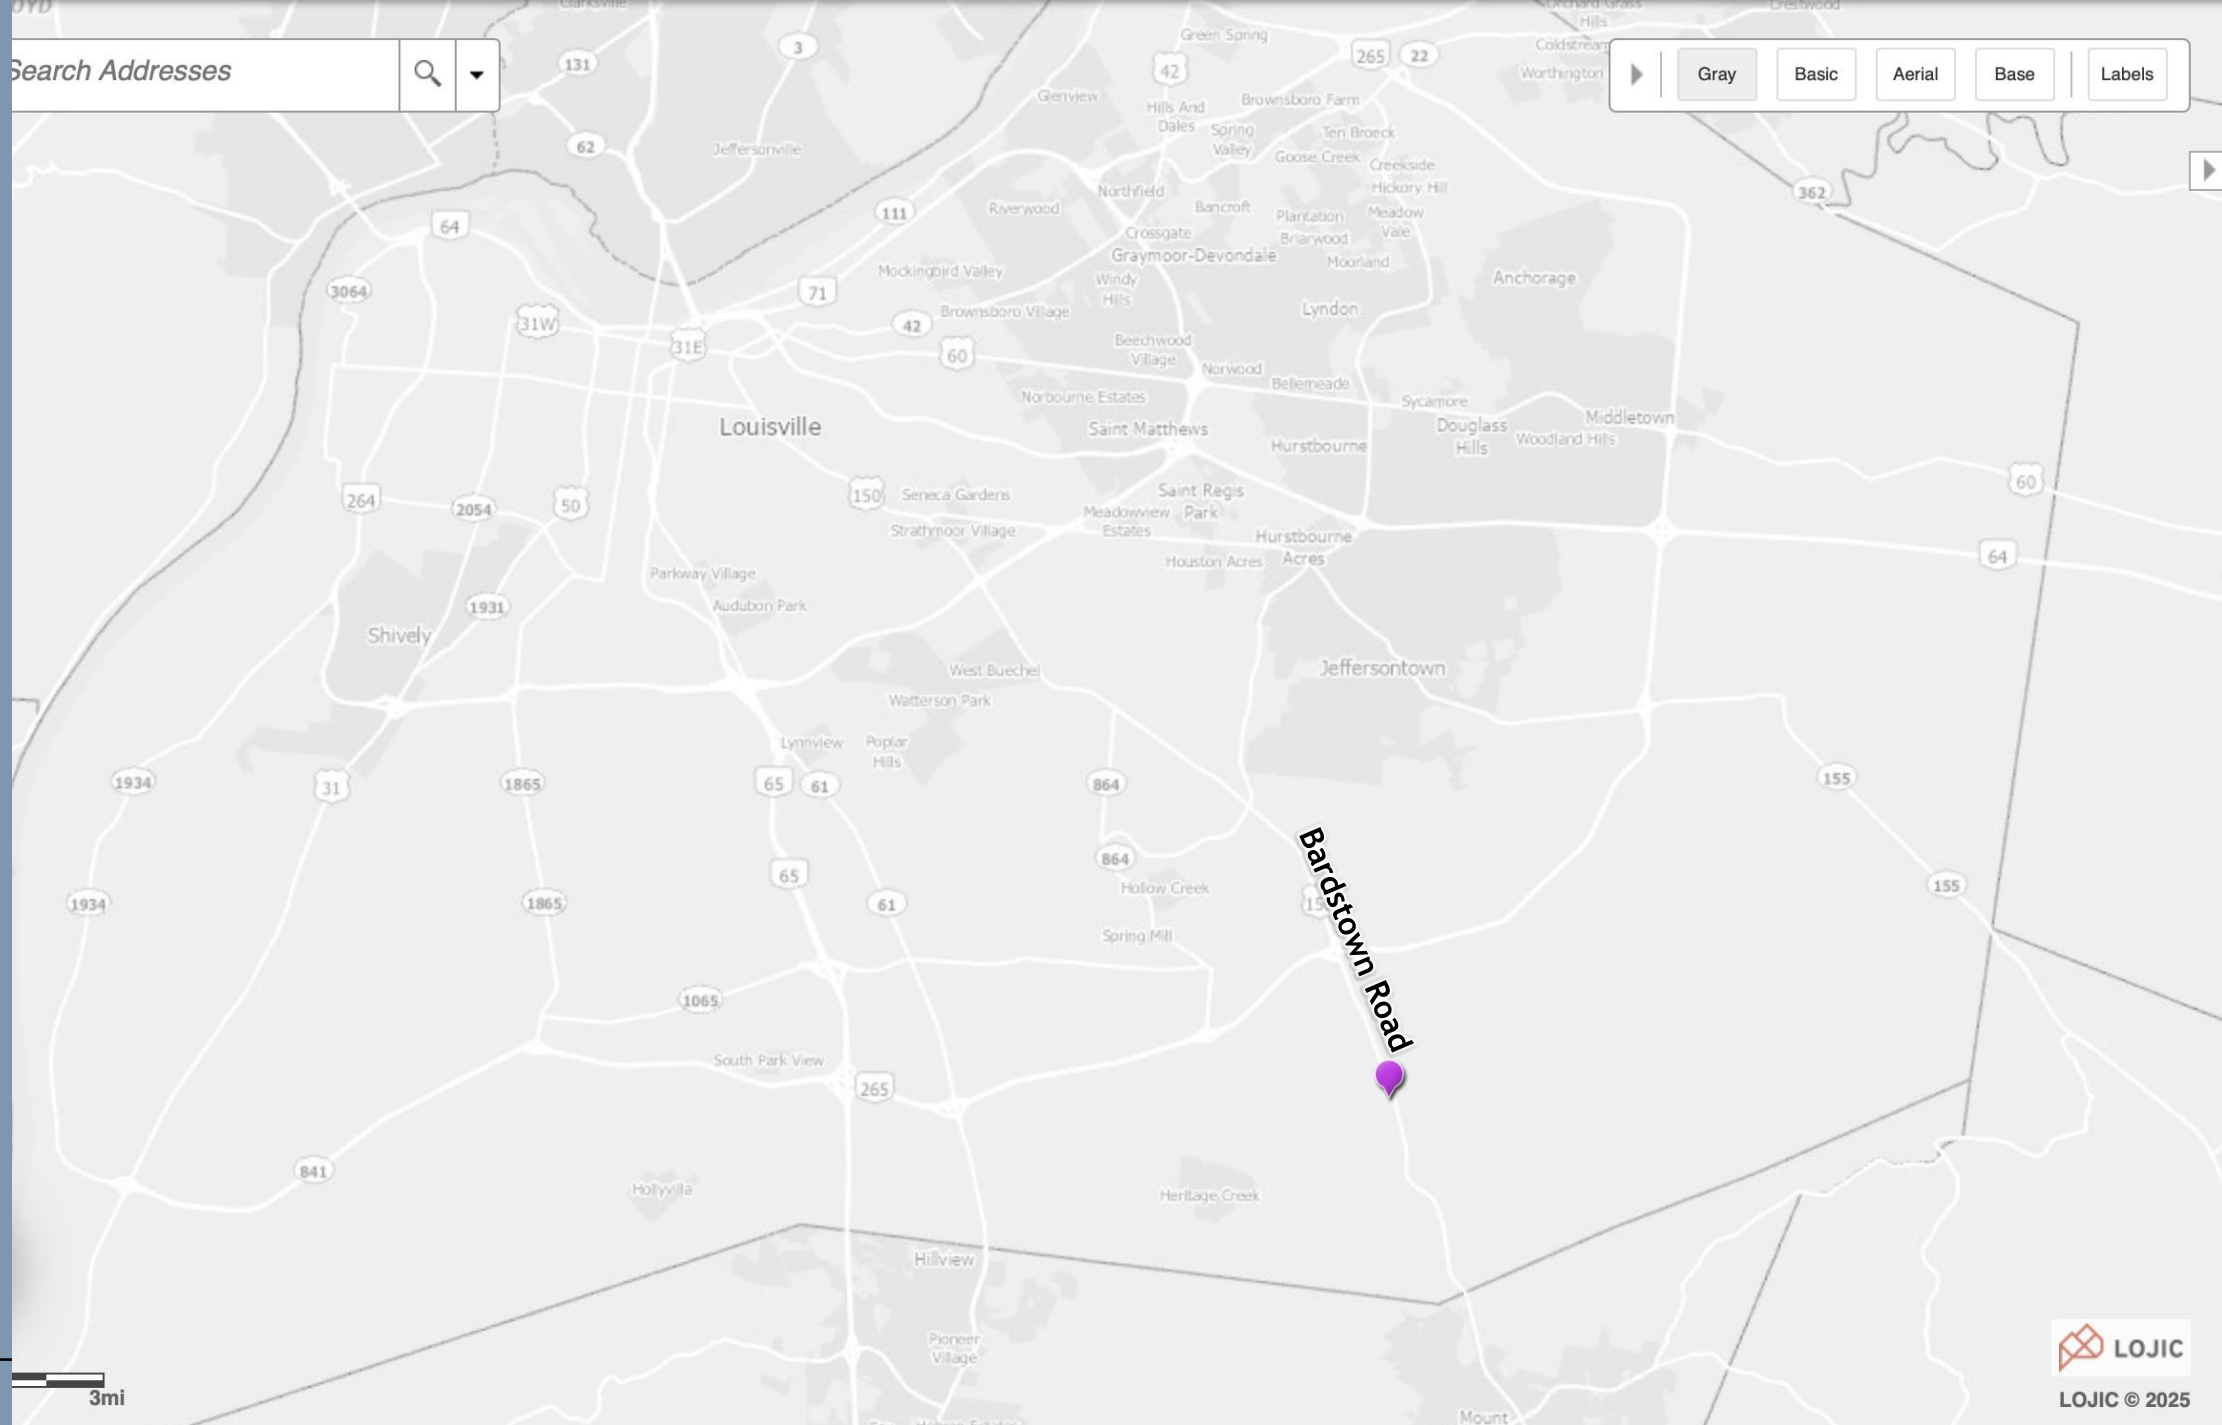 OYD
Clarksville
Orchard Grass
Hills
Crestwood
Search Addresses
131
3
Green Spring
42
265
22
Coldstream
Worthington
Gray
Basic
Aerial
Base
Labels
Glenview
Hills And
Dales
Brownsboro Farm
Spring
Valley
Ten Broeck
62
Jeffersonville
Goose Creek
Creekside
Hickory Hill
Northfield
362
111
Riverwood
Bancroft
Plantation
Meadow
Vale
64
Crossgate
Briarwood
Graymoor-Devondale
Moorland
Mockingbird Valley
Windy
Hills
Anchorage
3064
71
Brownsboro Village
Lyndon
31W
42
31E
60
Beechwood
Village
Norwood
Bellemeade
Norbourne Estates
Sycamore
Louisville
Saint Matthews
Douglass
Hills
Middletown
Woodland Hills
Hurstbourne
60
264
2054
50
150
Seneca Gardens
Saint Regis
Park
Strathmoor Village
Meadowview
Estates
Hurstbourne
Acres
64
Houston Acres
Parkway Village
1931
Audubon Park
Shively
West Buechel
Jeffersontown
Watterson Park
Lynnview
Poplar
Hills
1934
31
1865
65
61
864
155
Bardstown Road
864
65
Hollow Creek
155
1934
1865
61
15
Spring Mill
1065
South Park View
265
841
Hollyvilla
Heritage Creek
Hillview
Pioneer
Village
LOJIC
3mi
LOJIC © 2025
Mount